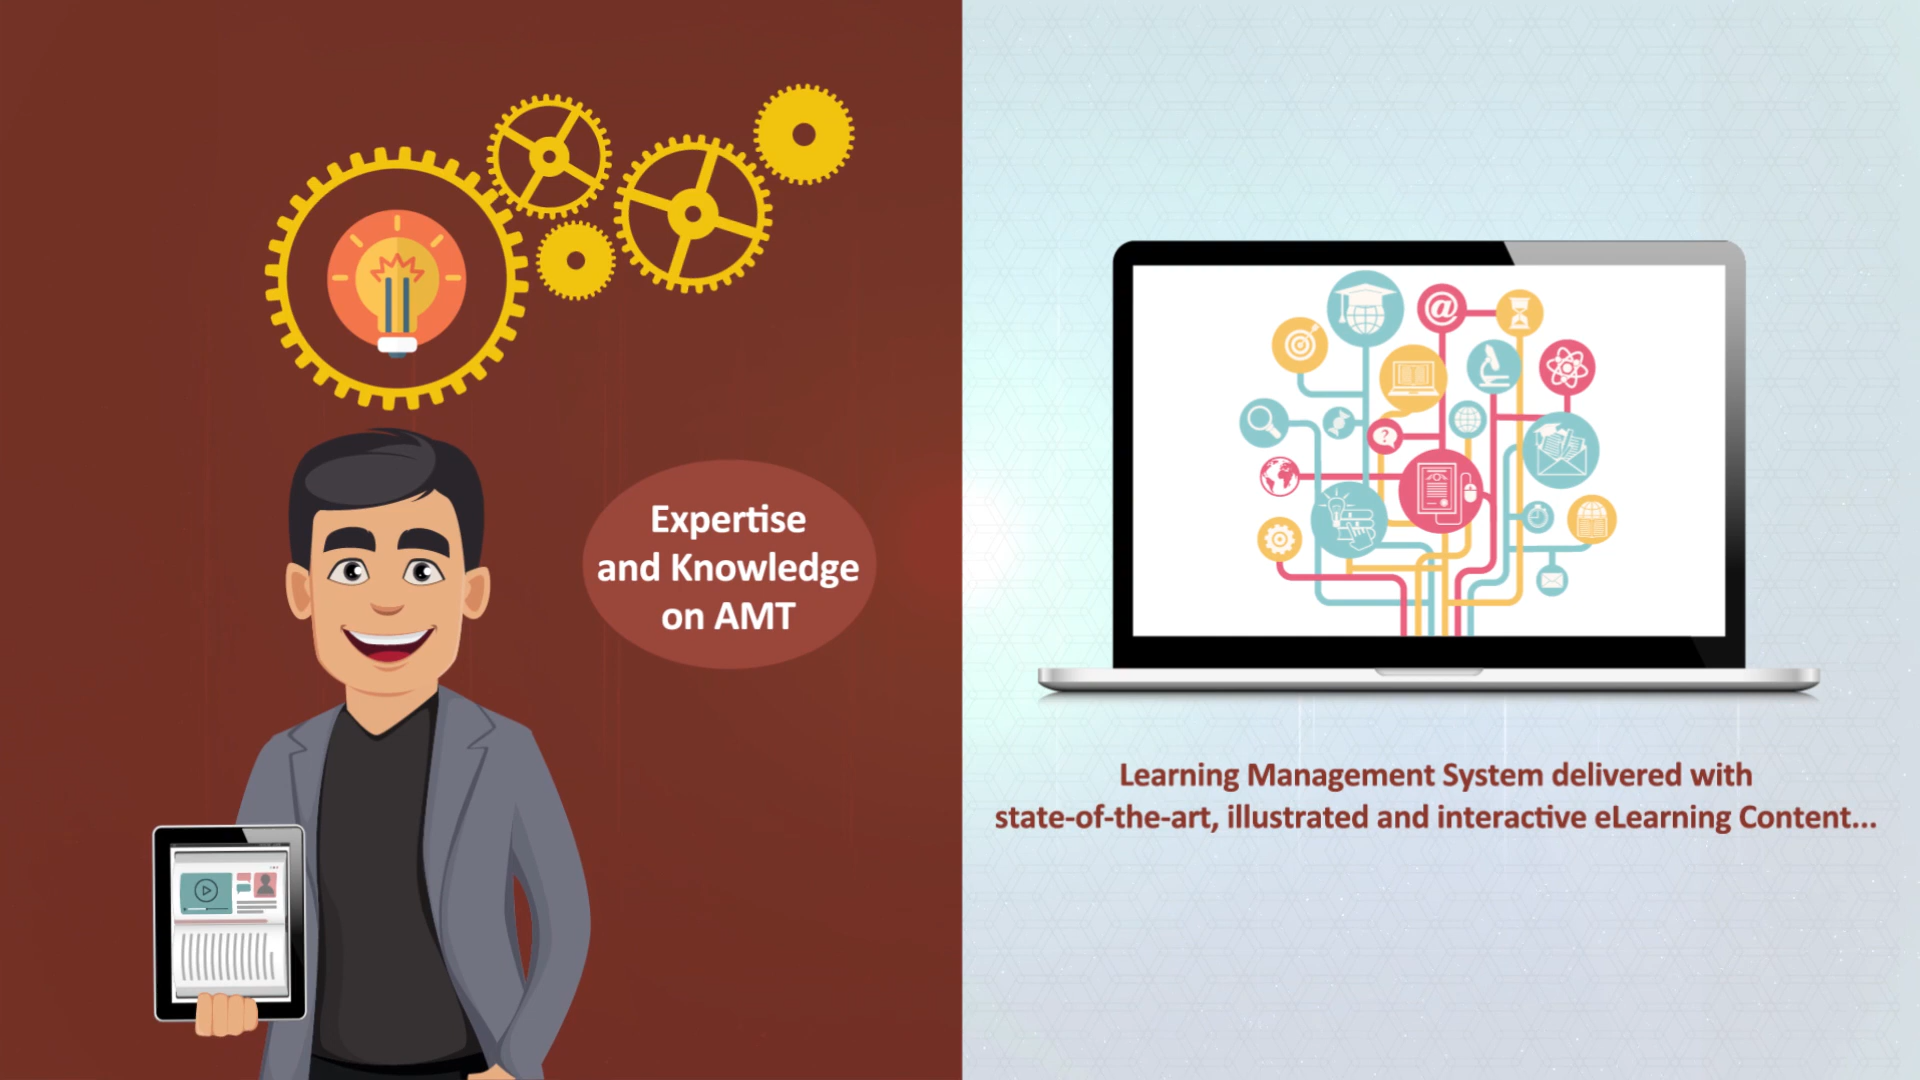 Expertise
and Knowledge
on AMT
Learning Management System delivered with
state-of-the-art, illustrated and interactive eLearning Content...